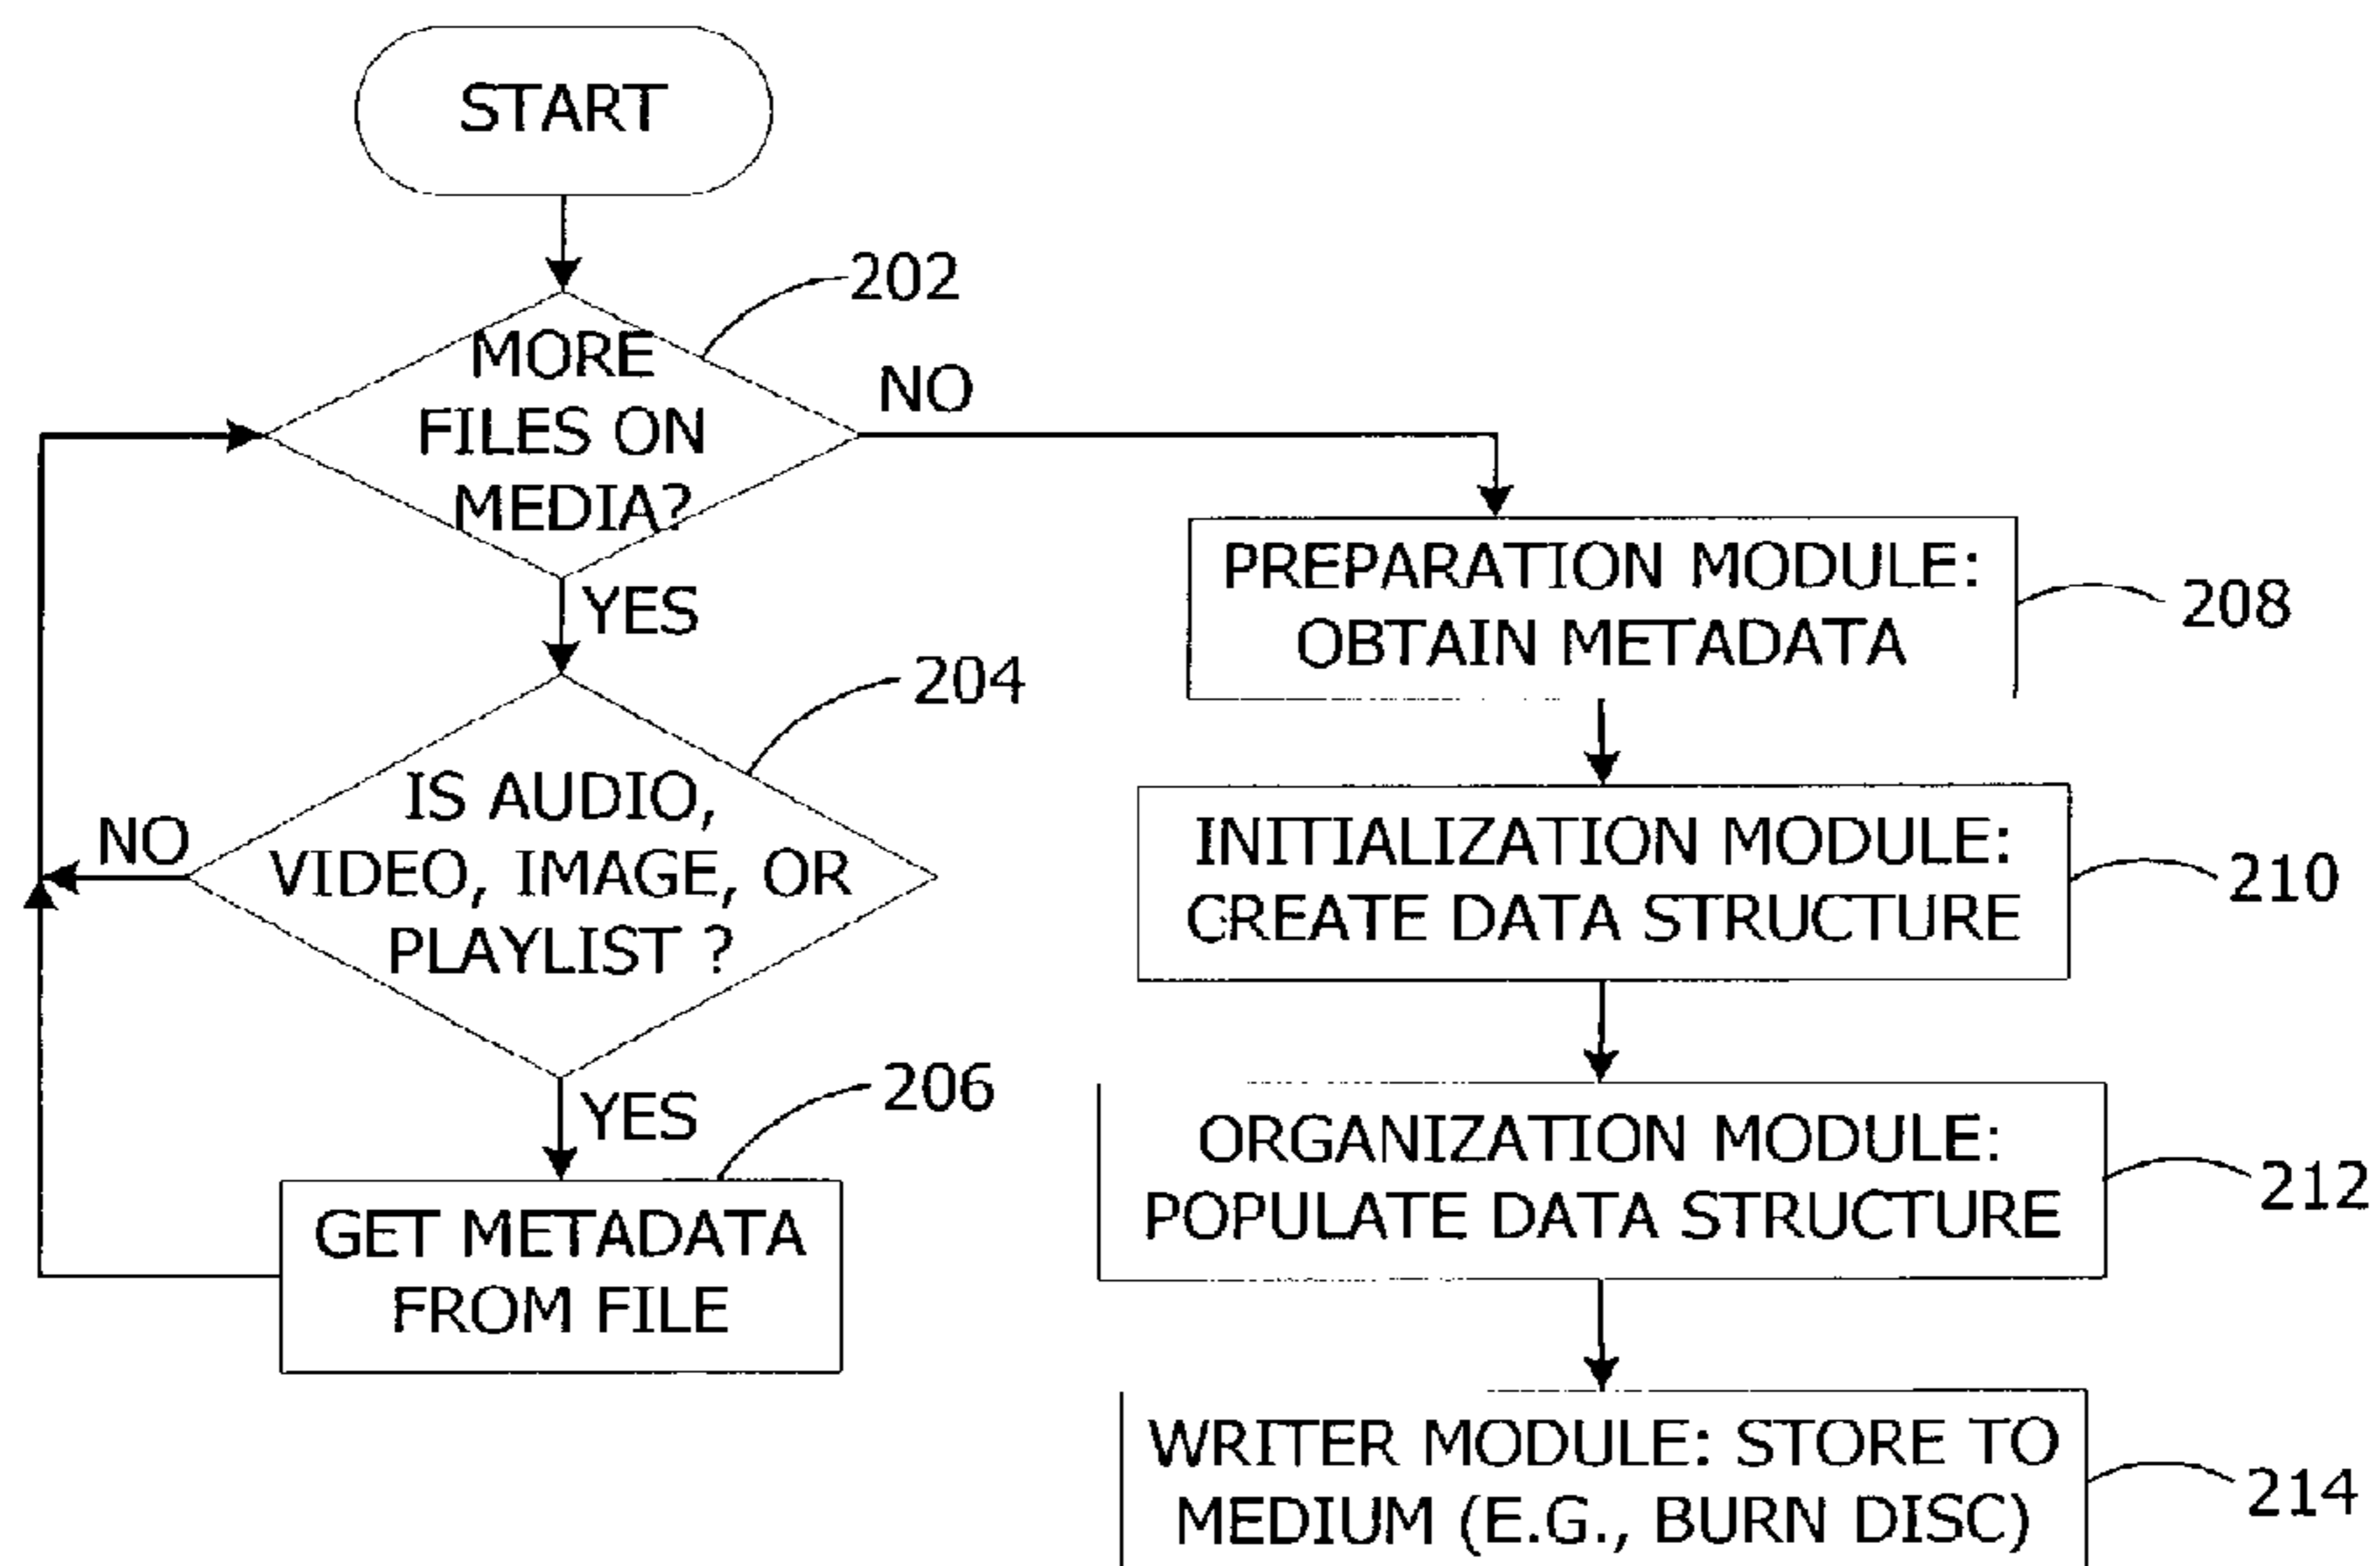 START
202
MORE
FILES ON
MEDIA?
NO
YES
204
IS AUDIO,
VIDEO, IMAGE, OR
PLAYLIST ?
NO
YES
206
GET METADATA
FROM FILE
PREPARATION MODULE:
OBTAIN METADATA
208
INITIALIZATION MODULE:
CREATE DATA STRUCTURE
210
ORGANIZATION MODULE:
POPULATE DATA STRUCTURE
212
WRITER MODULE: STORE TO
MEDIUM (E.G., BURN DISC)
214